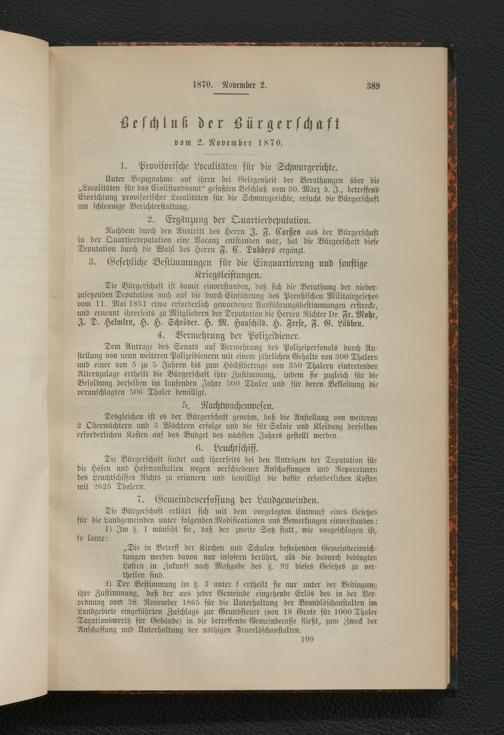 1870. November 2. 389
Beschluß der Bürgerschaft
vom 2. November 1870.
1. Provisorische Localitäten für die Schwurgerichte.
Unter Bezugnahme auf ihren bei Gelegenheit der Berathungen über die
„Localitäten für das Civilstandsamt" gefaßten Beschluß vom 30. März d. J., betreffend
Einrichtung provisorischer Localitäten für die Schwurgerichte, ersucht die Bürgerschaft
um schleunige Berichterstattung.
2. Ergänzung der Quartierdeputation.
Nachdem durch den Austritt des Herrn J. F. Corssen aus der Bürgerschaft
in der Quartierdeputation eine Vacanz entstanden war, hat die Bürgerschaft diese
Deputation durch die Wahl des Herrn F. C. Dubbers ergänzt.
3. Gesetzliche Bestimmungen für die Einquartierung und sonstige
Kriegsleistungen.
Die Bürgerschaft ist damit einverstanden, daß sich die Berathung der nieder-
zusetzenden Deputation auch auf die durch Einführung des Preußischen Militairgesetzes
vom 11. Mai 1851 etwa erforderlich gewordenen Ausführungsbestimmungen erstrecke,
und ernennt ihrerseits zu Mitgliedern der Deputation die Herren Richter Dr. Fr. Mohr,
J. D. Helmken, H. H. Schröder, H. M. Hauschild, H. Frese, F. G. Lübben.
4. Vermehrung der Polizeidiener.
Dem Antrage des Senats auf Vermehrung des Polizeipersonals durch An-
stellung von neun weiteren Polizeidienern mit einem jährlichen Gehalte von 300 Thalern
und einer von 5 zu 5 Jahren bis zum Höchstbetrage von 350 Thalern eintretenden
Alterszulage ertheilt die Bürgerschaft ihre Zustimmung, indem sie zugleich für die
Besoldung derselben im laufenden Jahre 500 Thaler und für deren Bekleidung die
veranschlagten 506 Thaler bewilligt.
5. Nachtwachenwesen.
Desgleichen ist es der Bürgerschaft genehm, daß die Anstellung von weiteren
2 Oberwächtern und 3 Wächtern erfolge und die für Salair und Kleidung derselben
erforderlichen Kosten auf das Budget des nächsten Jahres gestellt werden.
6. Leuchtschiff.
Die Bürgerschaft findet auch ihrerseits bei den Anträgen der Deputation für
die Häfen und Hafenanstalten wegen verschiedener Anschaffungen und Reparaturen
des Leuchtschiffes Nichts zu erinnern und bewilligt die dafür erforderlichen Kosten
mit 2625 Thalern.
7. Gemeindeverfassung der Landgemeinden.
Die Bürgerschaft erklärt sich mit dem vorgelegten Entwurf eines Gesetzes
für die Landgemeinden unter folgenden Modificationen und Bemerkungen einverstanden:
1) Im §. 1 wünscht sie, daß der zweite Satz statt, wie vorgeschlagen ist,
so laute:
„Die in Betreff der Kirchen und Schulen bestehenden Gemeindeeinrich-
tungen werden davon nur insofern berührt, als die dadurch bedingten
Lasten in Zukunft nach Maßgabe des §. 92 dieses Gesetzes zu ver-
theilen sind.
2) Der Bestimmung im §. 3 unter f ertheilt sie nur unter der Bedingung
ihre Zustimmung, daß der aus jeder Gemeinde eingehende Erlös des in der Ver-
ordnung vom 28. November 1865 für die Unterhaltung der Brandlöschanstalten im
Landgebiete eingeführten Zuschlags zur Grundsteuer (von 18 Grote für 1000 Thaler
Taxationswerth für Gebäude) in die betreffende Gemeindecasse fließt, zum Zweck der
Anschaffung und Unterhaltung der nöthigen Feuerlöschanstalten.
109